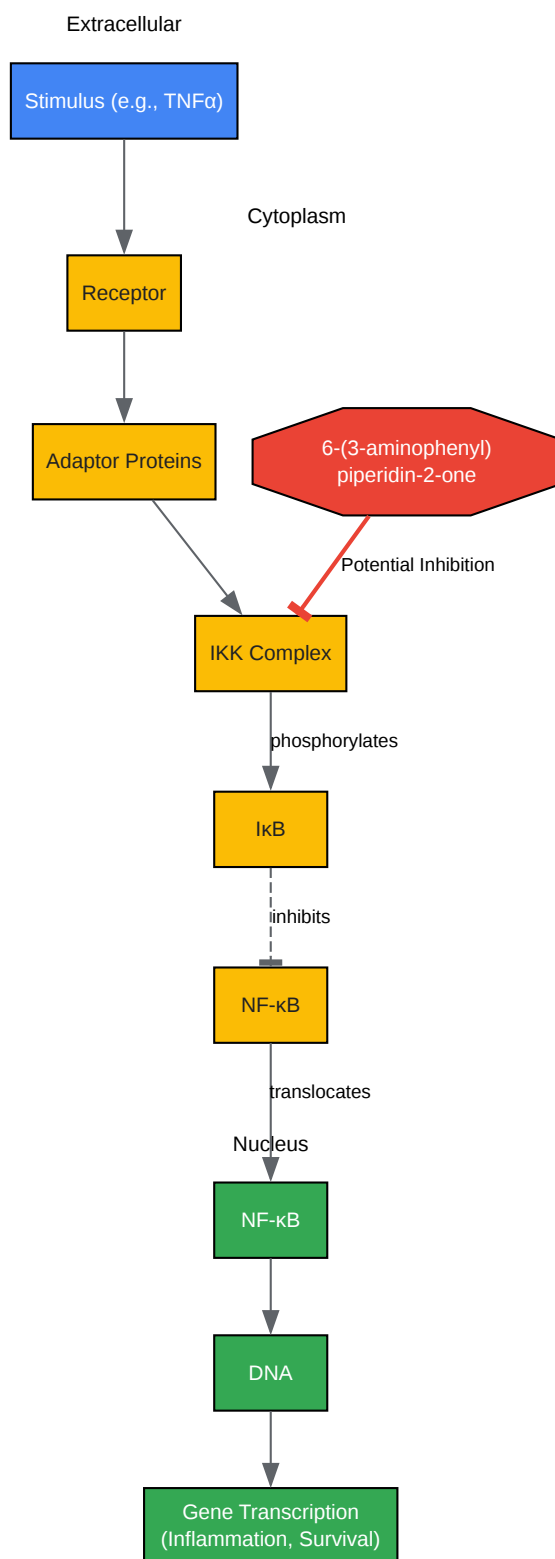 Extracellular
Stimulus (e.g., TNFα)
Cytoplasm
Receptor
Adaptor Proteins
6-(3-aminophenyl)
piperidin-2-one
Potential Inhibition
IKK Complex
phosphorylates
IκB
inhibits
NF-κB
translocates
Nucleus
NF-κB
DNA
Gene Transcription
(Inflammation, Survival)